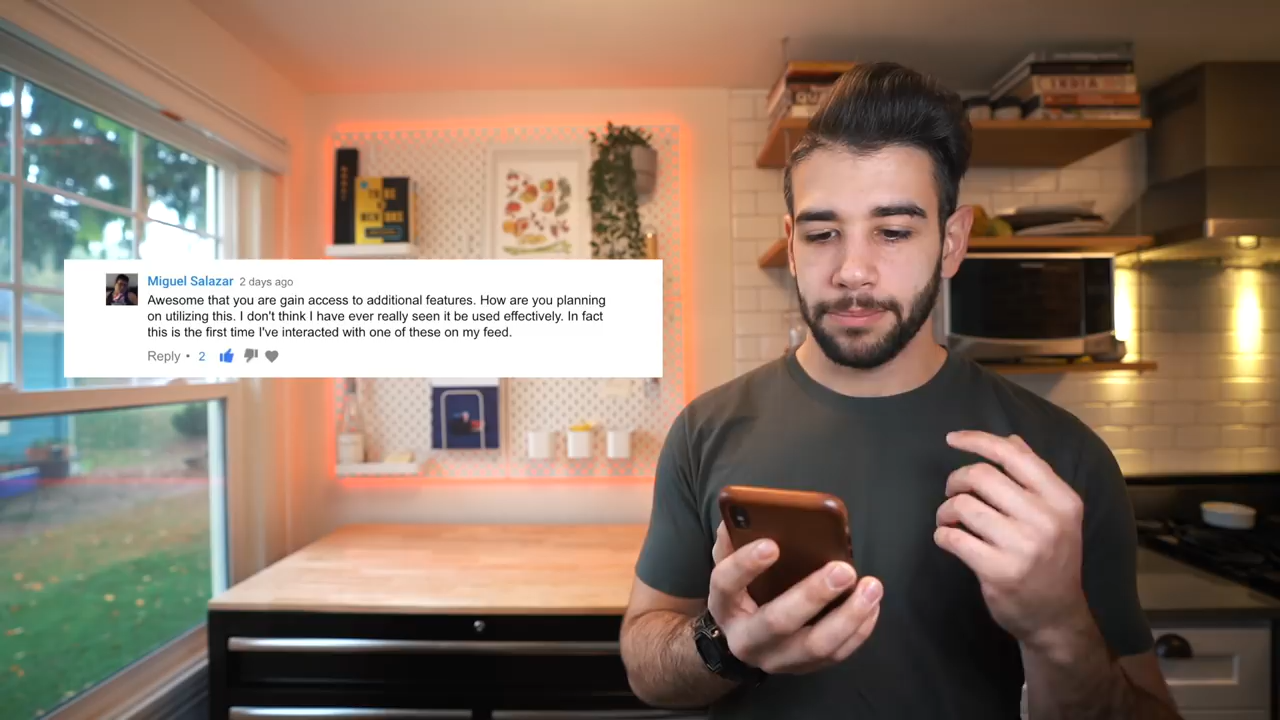 INDIA
Miguel Salazar 2 days ago
Awesome that you are gain access to additional features. How are you planning
on utilizing this. I don't think I have ever really seen it be used effectively. In fact
this is the first time I've interacted with one of these on my feed.
Reply • 2